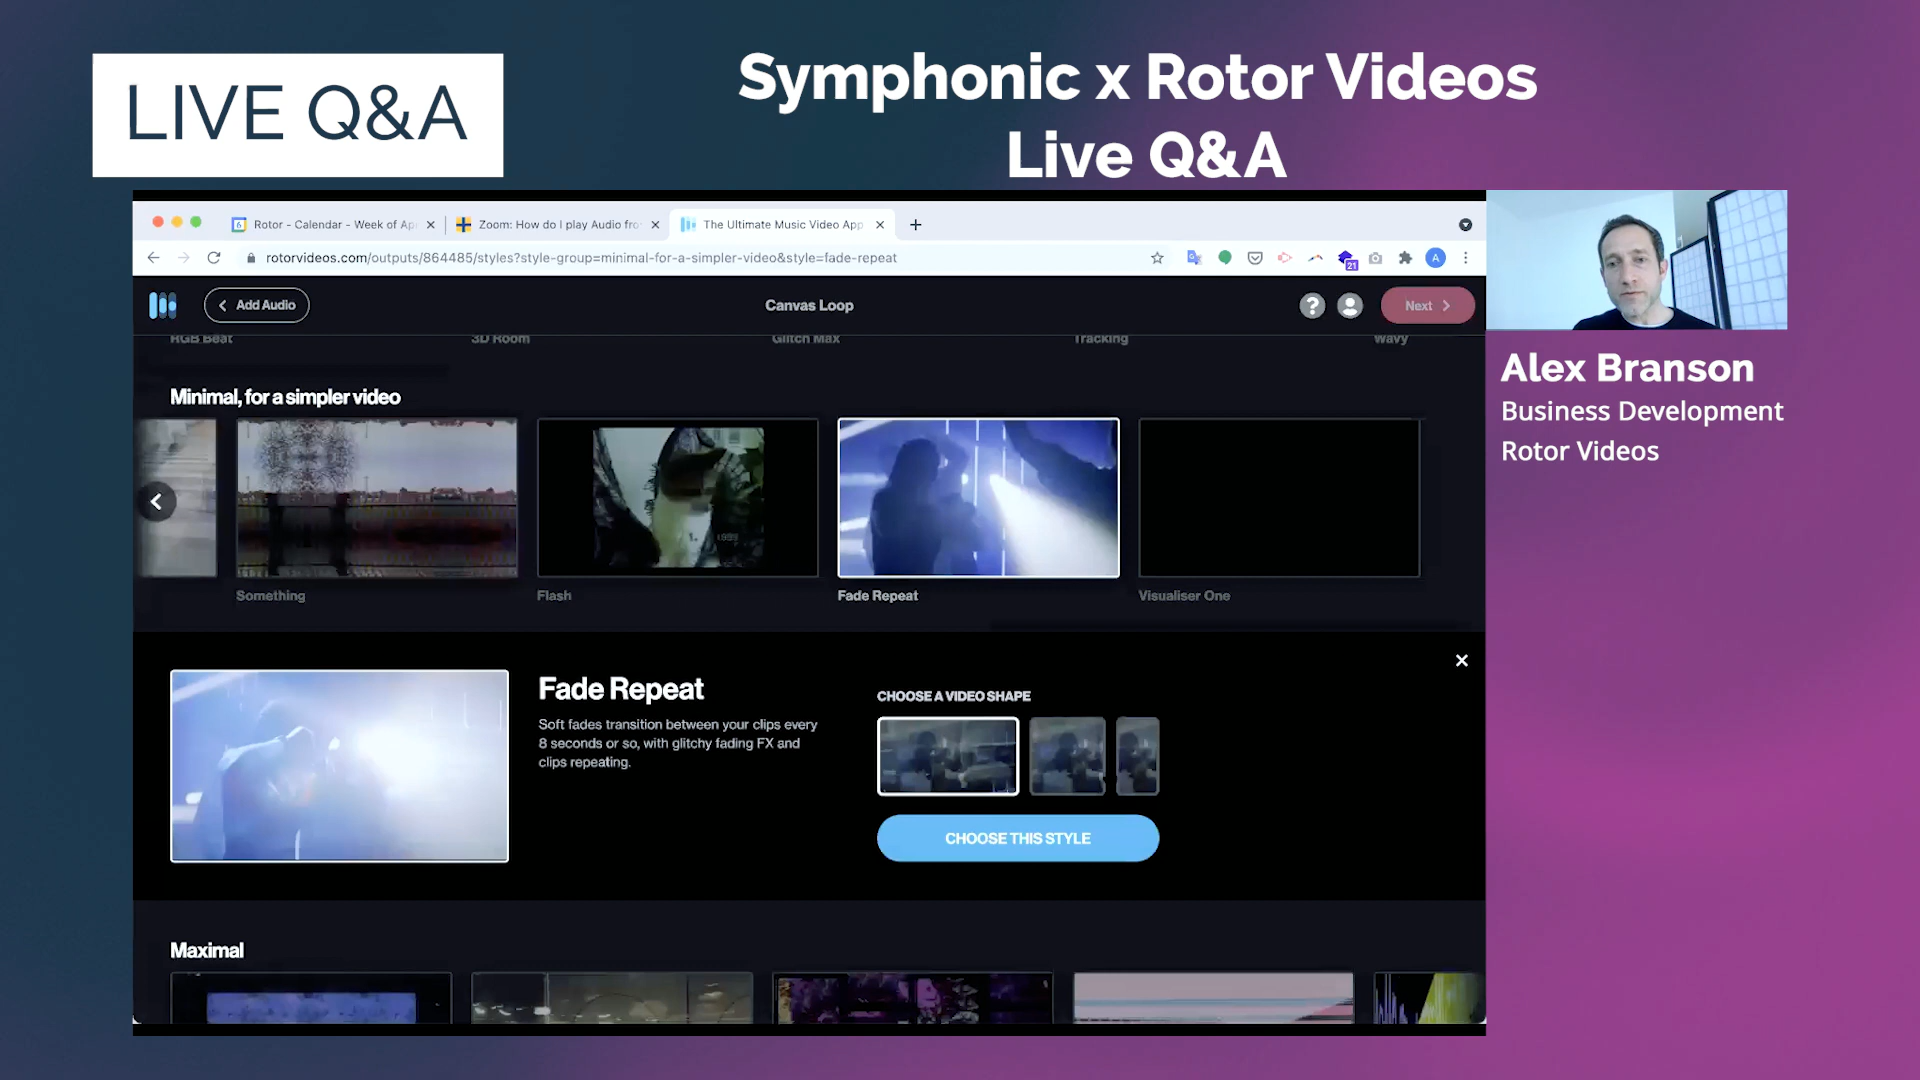 LIVE Q&A
Symphonic x Rotor Videos
Live Q&A
Rotor - Calendar - Week of Ap
Zoom: How do I play Audio fro
The Ultimate Music Video App
rotorvideos.com/outputs/864485/styles?style-group=minimal-for-a-simpler-video&style=fade-repeat
21
A
Add Audio
Canvas Loop
?
Next
RGB Beat
3D Room
Glitch Max
Tracking
Wavy
Minimal, for a simpler video
Something
Flash
Fade Repeat
Visualiser One
Fade Repeat
Soft fades transition between your clips every
8 seconds or so, with glitchy fading FX and
clips repeating.
CHOOSE A VIDEO SHAPE
CHOOSE THIS STYLE
Maximal
Alex Branson
Business Development
Rotor Videos